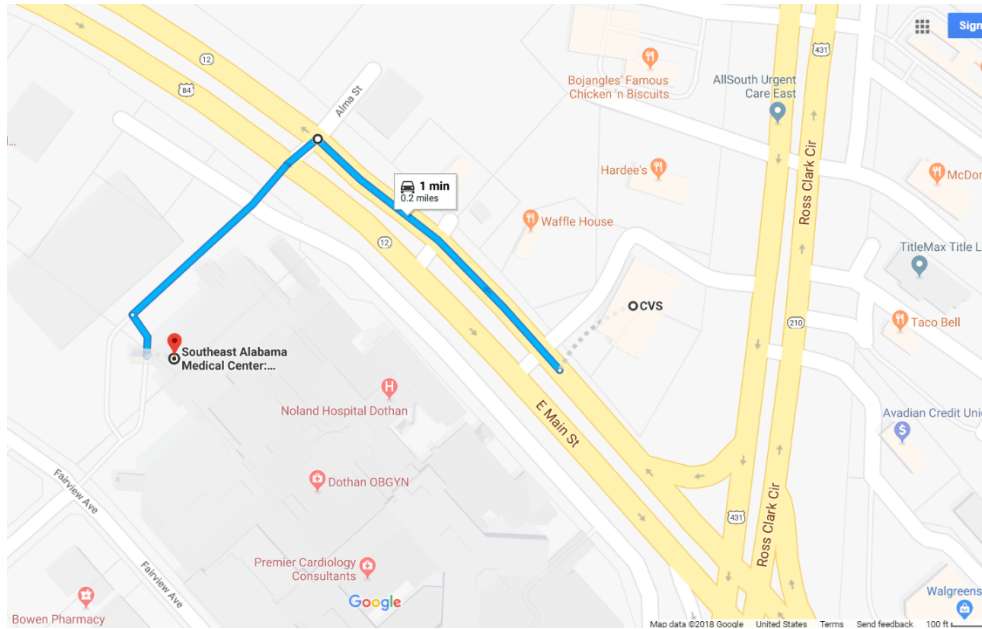 Sign
12
431
84
Alma St
Bojangles' Famous
Chicken 'n Biscuits
AllSouth Urgent
Care East
Ross Clark Cir
Hardee's
McDon
1 min
0.2 miles
Waffle House
12
TitleMax Title L
CVS
Taco Bell
210
Southeast Alabama
Medical Center:...
Noland Hospital Dothan
E Main St
Avadian Credit Unio
Dothan OBGYN
Fairview Ave
431
Ross Clark Cir
Premier Cardiology
Consultants
Fairview Ave
Walgreens
Google
Bowen Pharmacy
Map data ©2018 Google United States Terms Send feedback 100 ft